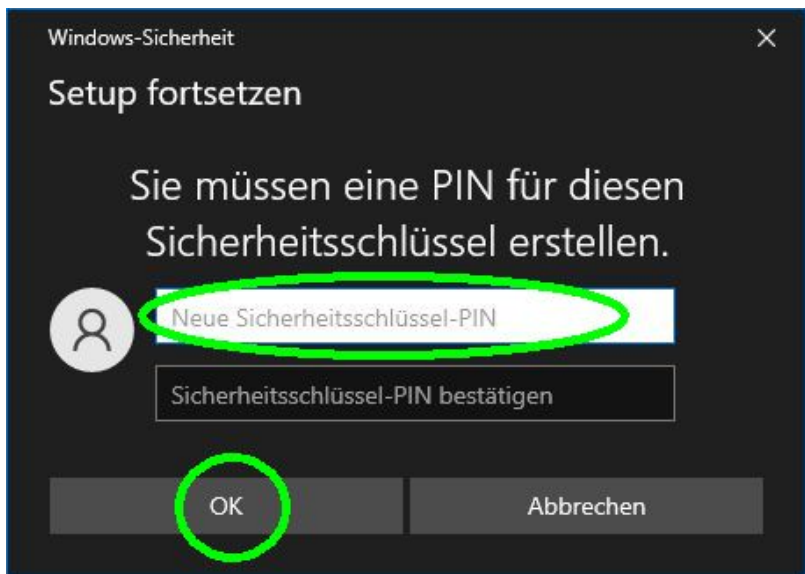 Windows-Sicherheit
Setup fortsetzen
Sie müssen eine PIN für diesen
Sicherheitsschlüssel erstellen.
Neue Sicherheitsschlüssel-PIN
Sicherheitsschlüssel-PIN bestätigen
OK
Abbrechen